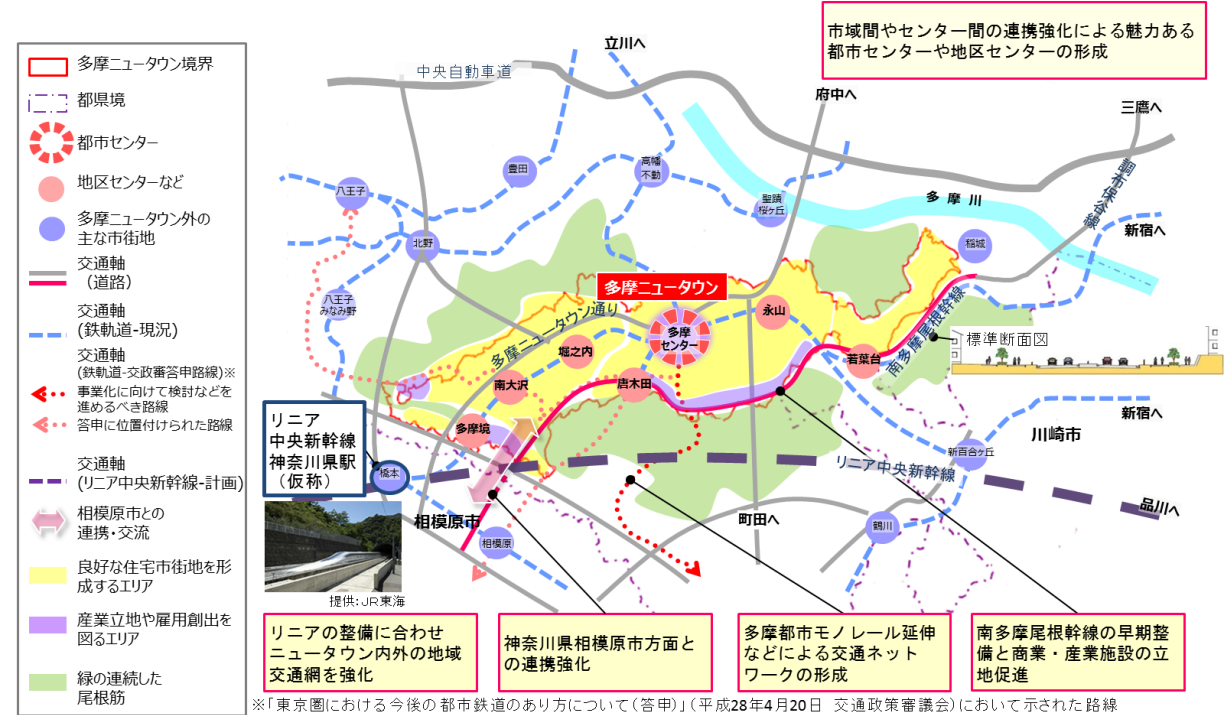 市域間やセンター間の連携強化による魅力ある
都市センターや地区センターの形成
多摩ニュータウン境界
都県境
都市センター
地区センターなど
多摩ニュータウン外の
主な市街地
交通軸
(道路)
交通軸
(鉄軌道-現況)
交通軸
(鉄軌道-交政審答申路線)※
事業化に向けて検討などを
進めるべき路線
答申に位置付けられた路線
交通軸
(リニア中央新幹線-計画)
相模原市との
連携・交流
良好な住宅市街地を形
成するエリア
産業立地や雇用創出を
図るエリア
緑の連続した
尾根筋
立川へ
中央自動車道
府中へ
三鷹へ
調布保谷線
八王子
豊田
高幡
不動
聖蹟
桜ヶ丘
多摩川
新宿へ
北野
稲城
八王子
みなみ野
多摩ニュータウン
多摩ニュータウン通り
多摩
センター
永山
南多摩尾根幹線
標準断面図
堀之内
若葉台
南大沢
唐木田
新宿へ
リニア
中央新幹線
神奈川県駅
(仮称)
多摩境
川崎市
新百合ヶ丘
リニア中央新幹線
橋本
品川へ
相模原市
町田へ
鶴川
相模原
提供:JR東海
リニアの整備に合わせ
ニュータウン内外の地域
交通網を強化
神奈川県相模原市方面と
の連携強化
多摩都市モノレール延伸
などによる交通ネット
ワークの形成
南多摩尾根幹線の早期整
備と商業・産業施設の立
地促進
※「東京圏における今後の都市鉄道のあり方について(答申)」(平成28年4月20日 交通政策審議会)において示された路線